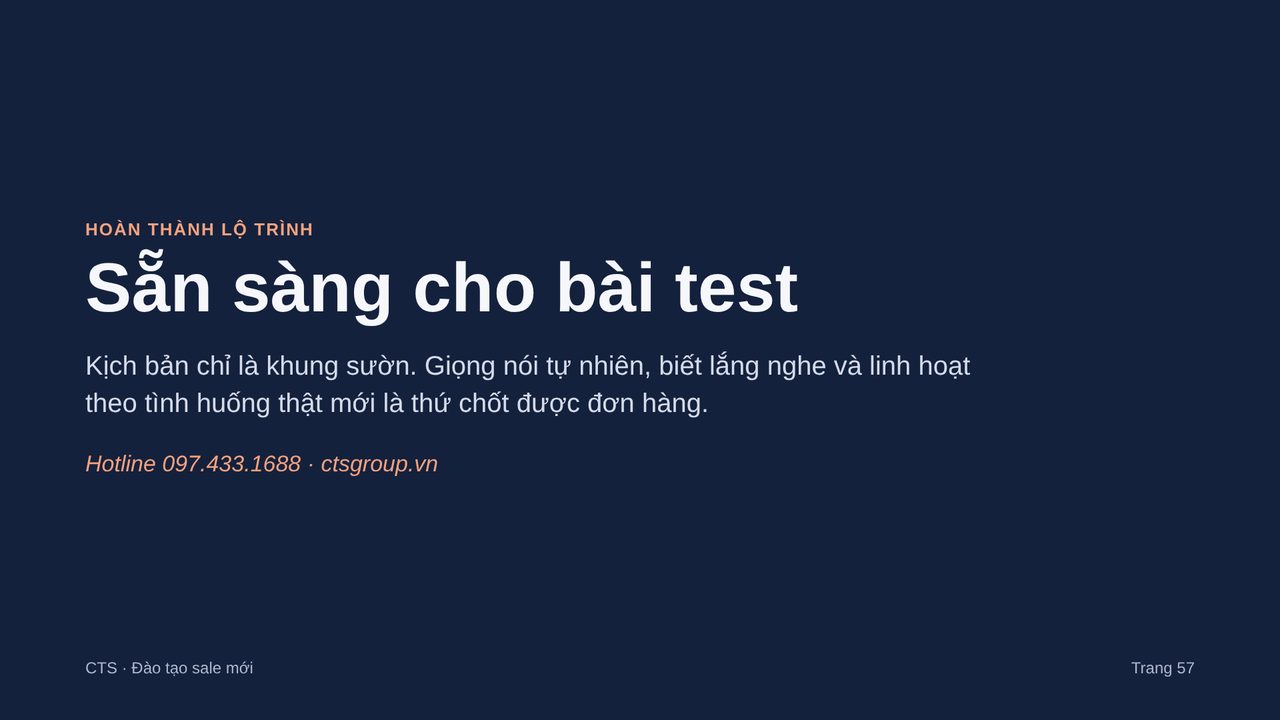 HOÀN THÀNH LỘ TRÌNH
Sẵn sàng cho bài test
Kịch bản chỉ là khung sườn. Giọng nói tự nhiên, biết lắng nghe và linh hoạt
theo tình huống thật mới là thứ chốt được đơn hàng.
Hotline 097.433.1688 · ctsgroup.vn
CTS · Đào tạo sale mới
Trang 57